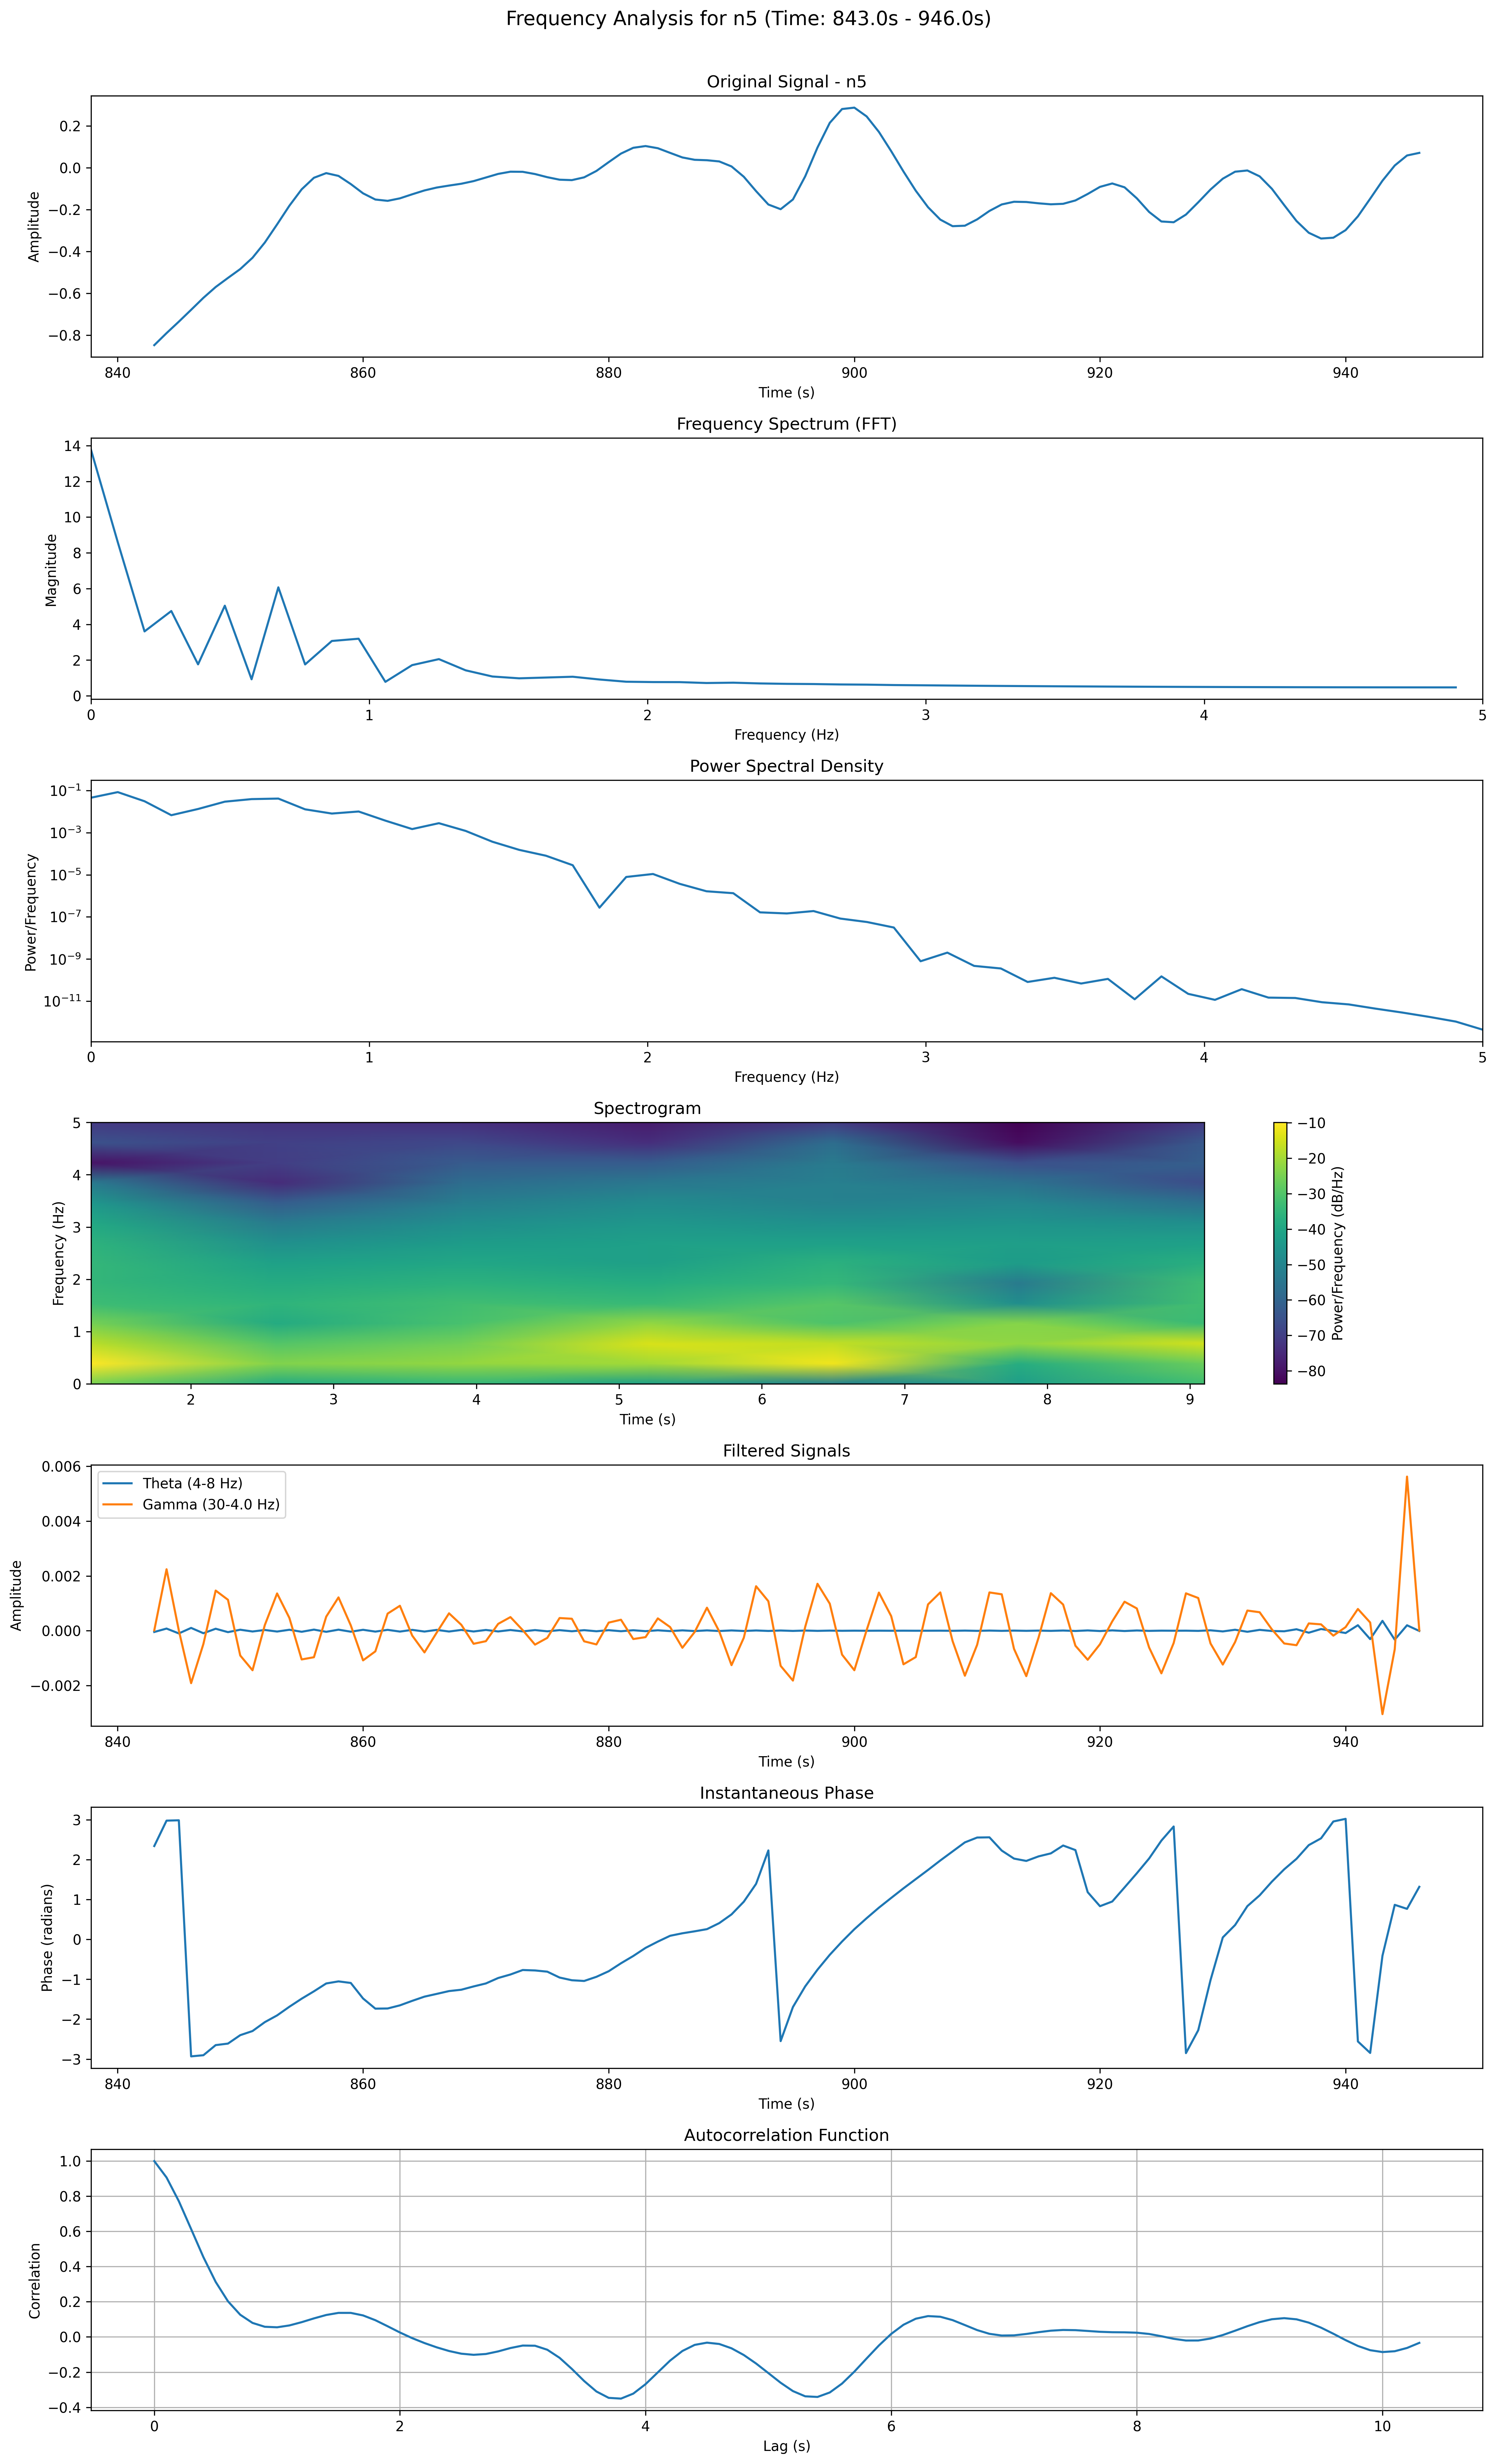 Frequency Analysis for n5 (Time: 843.0s - 946.0s)
Original Signal - n5
Amplitude
0.2
0.0
−0.2
−0.4
−0.6
−0.8
840 860 880 900 920 940
Time (s)
Frequency Spectrum (FFT)
Magnitude
14
12
10
8
6
4
2
0
0 1 2 3 4 5
Frequency (Hz)
Power Spectral Density
Power/Frequency
10⁻¹
10⁻³
10⁻⁵
10⁻⁷
10⁻⁹
10⁻¹¹
0 1 2 3 4 5
Frequency (Hz)
Spectrogram
Frequency (Hz)
5
4
3
2
1
0
2 3 4 5 6 7 8 9
Time (s)
−10
−20
−30
−40
−50
−60
−70
−80
Power/Frequency (dB/Hz)
Filtered Signals
Amplitude
0.006
0.004
0.002
0.000
−0.002
Theta (4-8 Hz)
Gamma (30-4.0 Hz)
840 860 880 900 920 940
Time (s)
Instantaneous Phase
Phase (radians)
3
2
1
0
−1
−2
−3
840 860 880 900 920 940
Time (s)
Autocorrelation Function
Correlation
1.0
0.8
0.6
0.4
0.2
0.0
−0.2
−0.4
0 2 4 6 8 10
Lag (s)